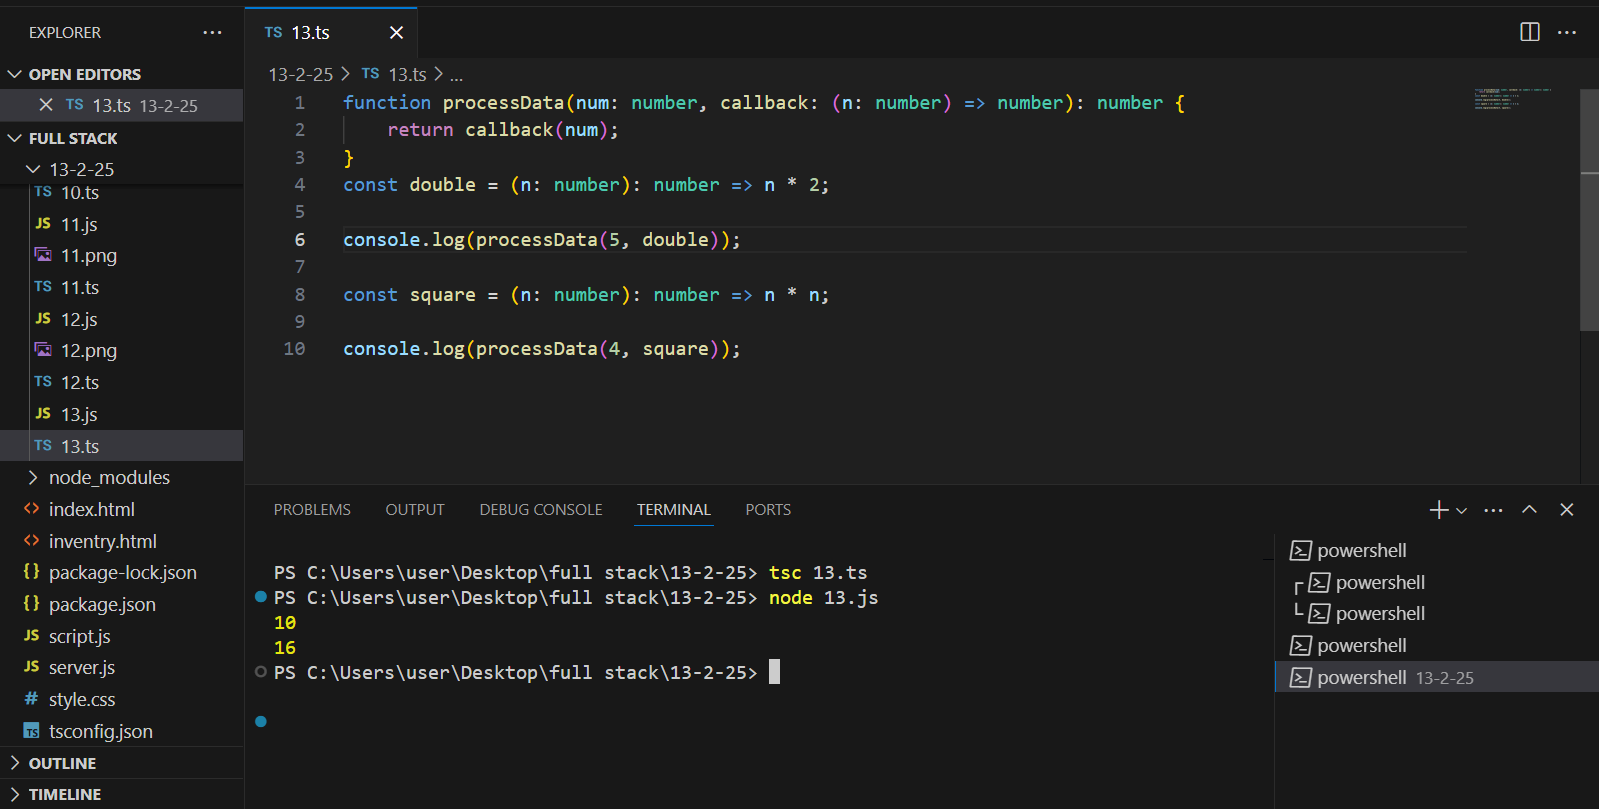 EXPLORER ...
OPEN EDITORS
TS 13.ts 13-2-25
FULL STACK
13-2-25
TS 10.ts
JS 11.js
11.png
TS 11.ts
JS 12.js
12.png
TS 12.ts
JS 13.js
TS 13.ts
node_modules
<> index.html
<> inventry.html
{} package-lock.json
{} package.json
JS script.js
JS server.js
# style.css
TS tsconfig.json
OUTLINE
TIMELINE
TS 13.ts
13-2-25 > TS 13.ts > ...
1 function processData(num: number, callback: (n: number) => number): number {
2     return callback(num);
3 }
4 const double = (n: number): number => n * 2;
5
6 console.log(processData(5, double));
7
8 const square = (n: number): number => n * n;
9
10 console.log(processData(4, square));
PROBLEMS OUTPUT DEBUG CONSOLE TERMINAL PORTS
PS C:\Users\user\Desktop\full stack\13-2-25> tsc 13.ts
PS C:\Users\user\Desktop\full stack\13-2-25> node 13.js
10
16
PS C:\Users\user\Desktop\full stack\13-2-25>
powershell
powershell
powershell
powershell
powershell 13-2-25